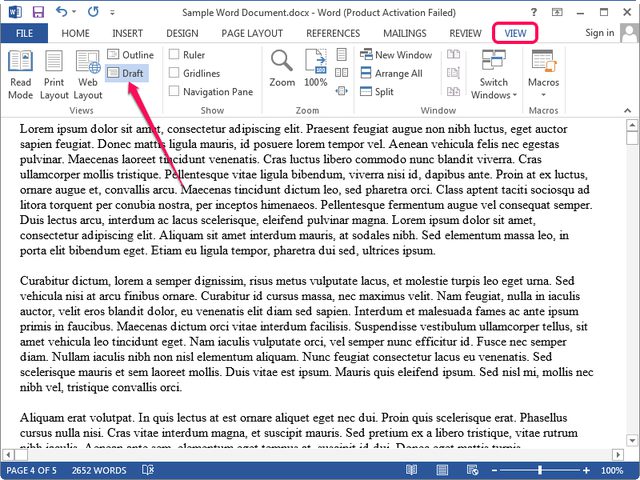 Sample Word Document.docx - Word (Product Activation Failed)
FILE HOME INSERT DESIGN PAGE LAYOUT REFERENCES MAILINGS REVIEW VIEW Sign in
Read Mode
Print Layout
Web Layout
Outline
Draft
Views
Ruler
Gridlines
Navigation Pane
Show
Zoom
100%
Zoom
New Window
Arrange All
Split
Switch Windows
Window
Macros
Macros
Lorem ipsum dolor sit amet, consectetur adipiscing elit. Praesent feugiat augue non nibh luctus, eget auctor
sapien feugiat. Donec mattis ligula mauris, id posuere lorem tempor vel. Aenean vehicula felis nec egestas
pulvinar. Maecenas laoreet tincidunt venenatis. Cras luctus libero commodo nunc blandit viverra. Cras
ullamcorper mollis tristique. Pellentesque vitae ligula bibendum, viverra nisi id, dapibus ante. Proin at ex luctus,
ornare augue et, convallis arcu. Maecenas tincidunt dictum leo, sed pharetra orci. Class aptent taciti sociosqu ad
litora torquent per conubia nostra, per inceptos himenaeos. Pellentesque fermentum augue vel consequat semper.
Duis lectus arcu, interdum ac lacus scelerisque, eleifend pulvinar magna. Lorem ipsum dolor sit amet,
consectetur adipiscing elit. Aliquam sit amet interdum mauris, at sodales nibh. Sed elementum massa leo, in
porta elit bibendum eget. Etiam eu ligula tempor, pharetra dui sed, ultrices ipsum.
Curabitur dictum, lorem a semper dignissim, risus metus vulputate lacus, et molestie turpis leo eget urna. Sed
vehicula nisi at arcu finibus ornare. Curabitur id cursus massa, nec maximus velit. Nam feugiat, nulla in iaculis
auctor, velit eros blandit dolor, eu venenatis elit diam sed sapien. Interdum et malesuada fames ac ante ipsum
primis in faucibus. Maecenas dictum orci vitae interdum facilisis. Suspendisse vestibulum ullamcorper tellus, sit
amet vehicula leo tincidunt eget. Nam iaculis vulputate orci, vel semper nunc efficitur id. Fusce nec semper
diam. Nullam iaculis nibh non nisl elementum aliquam. Nunc feugiat consectetur lacus eu venenatis. Sed
scelerisque mauris et sem laoreet mollis. Duis vitae est ipsum. Mauris quis eleifend ipsum. Sed nisl mi, mollis nec
nibh vel, tristique convallis orci.
Aliquam erat volutpat. In quis lectus at est ornare aliquet eget nec dui. Proin quis scelerisque erat. Phasellus
cursus nulla nisi. Cras vitae interdum magna, et suscipit mauris. Sed pretium ex a libero tristique, vitae rutrum
PAGE 4 OF 5 2652 WORDS 100%